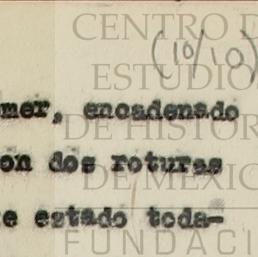 (10/10)
CENTRO E
ESTUDIO
mer, encadenado
DE HISTOR
on dos roturas
DE MEXIC
e estado toda-
FUNDACI